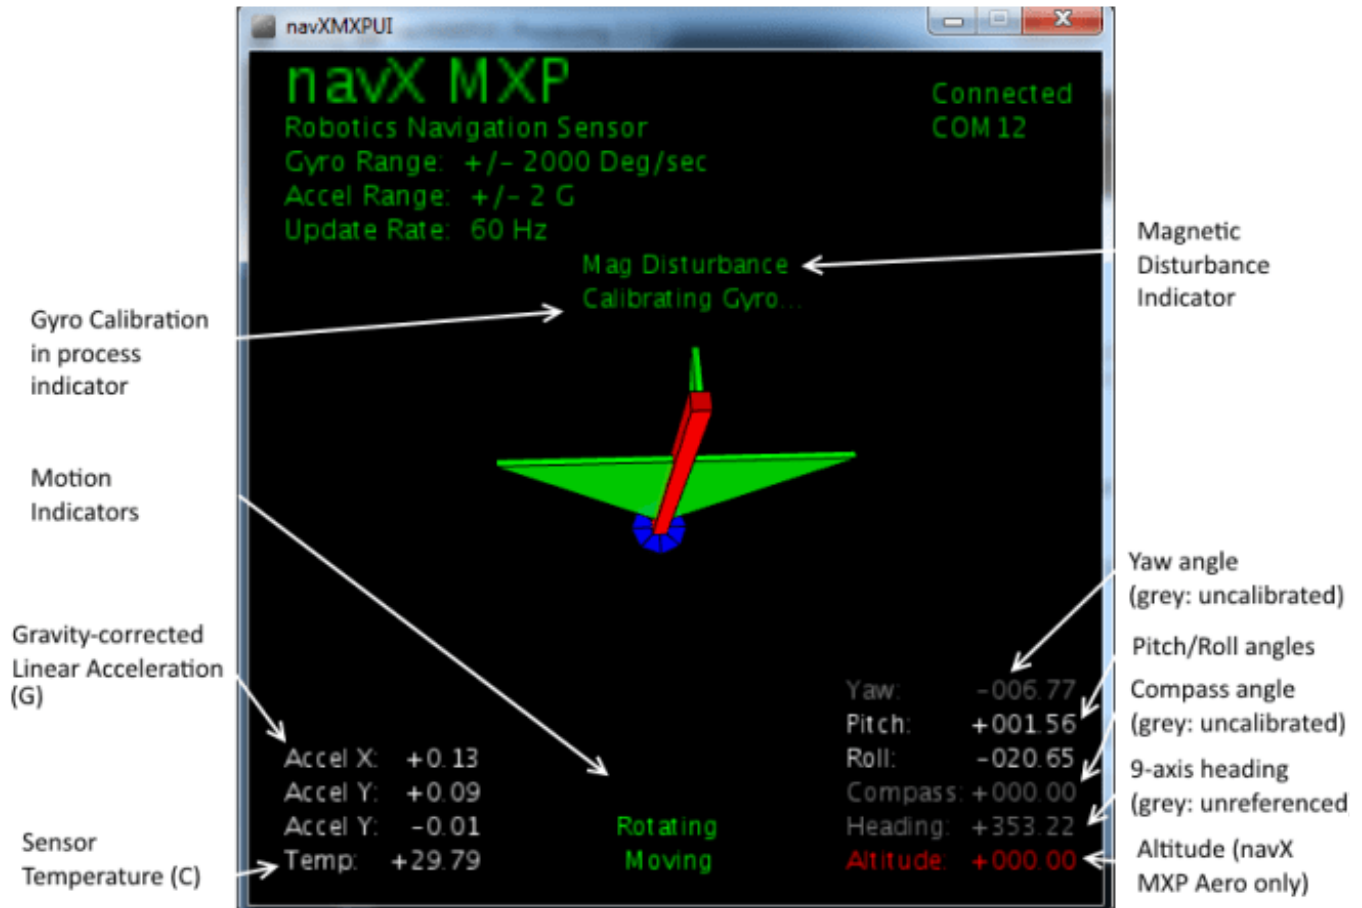 navXMXPUI
navX MXP
Robotics Navigation Sensor
Gyro Range: +/- 2000 Deg/sec
Accel Range: +/- 2 G
Update Rate: 60 Hz
Connected
COM12
Mag Disturbance
Calibrating Gyro...
Magnetic
Disturbance
Indicator
Gyro Calibration
in process
indicator
Motion
Indicators
Gravity-corrected
Linear Acceleration
(G)
Sensor
Temperature (C)
Accel X: +0.13
Accel Y: +0.09
Accel Y: -0.01
Temp: +29.79
Rotating
Moving
Yaw: -006.77
Pitch: +001.56
Roll: -020.65
Compass: +000.00
Heading: +353.22
Altitude: +000.00
Yaw angle
(grey: uncalibrated)
Pitch/Roll angles
Compass angle
(grey: uncalibrated)
9-axis heading
(grey: unreferenced
Altitude (navX
MXP Aero only)